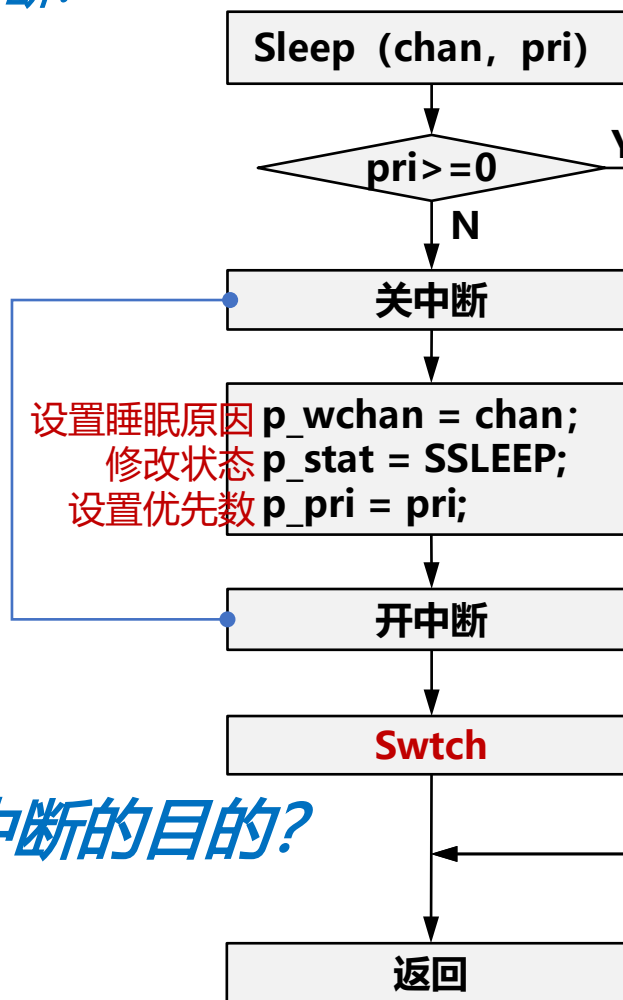 Sleep（chan，pri）
pri>=0
N
关中断
设置睡眠原因 p_wchan = chan;
修改状态 p_stat = SSLEEP;
设置优先数 p_pri = pri;
开中断
Swtch
中断的目的？
返回